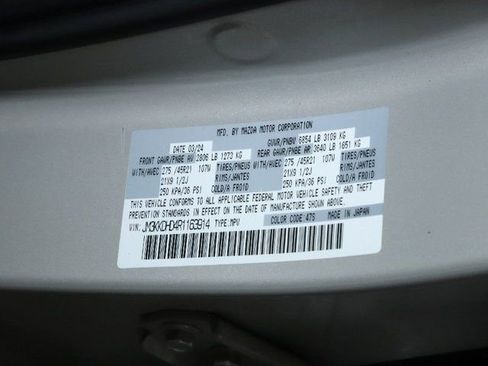 MFD. BY MAZDA MOTOR CORPORATION
DATE 03/24 GVWR/PNBV 6854 LB 3109 KG
FRONT GAWR/PNBE AV 2806 LB 1273 KG REAR GAWR/PNBE AR 3640 LB 1651 KG
WITH/AVEC 275 /45R21 107W TIRES/PNEUS WITH/AVEC 275 /45R21 107W TIRES/PNEUS
21X9 1/2J RIMS/JANTES 21X9 1/2J RIMS/JANTES
250 KPA/36 PSI COLD/A FROID 250 KPA/36 PSI COLD/A FROID
THIS VEHICLE CONFORMS TO ALL APPLICABLE FEDERAL MOTOR VEHICLE SAFETY AND THEFT
PREVENTION STANDARDS IN EFFECT ON THE DATE OF MANUFACTURE SHOWN ABOVE.
VIN: JM3KKDHD4R1163914 TYPE: MPV COLOR CODE: 47S MADE IN JAPAN